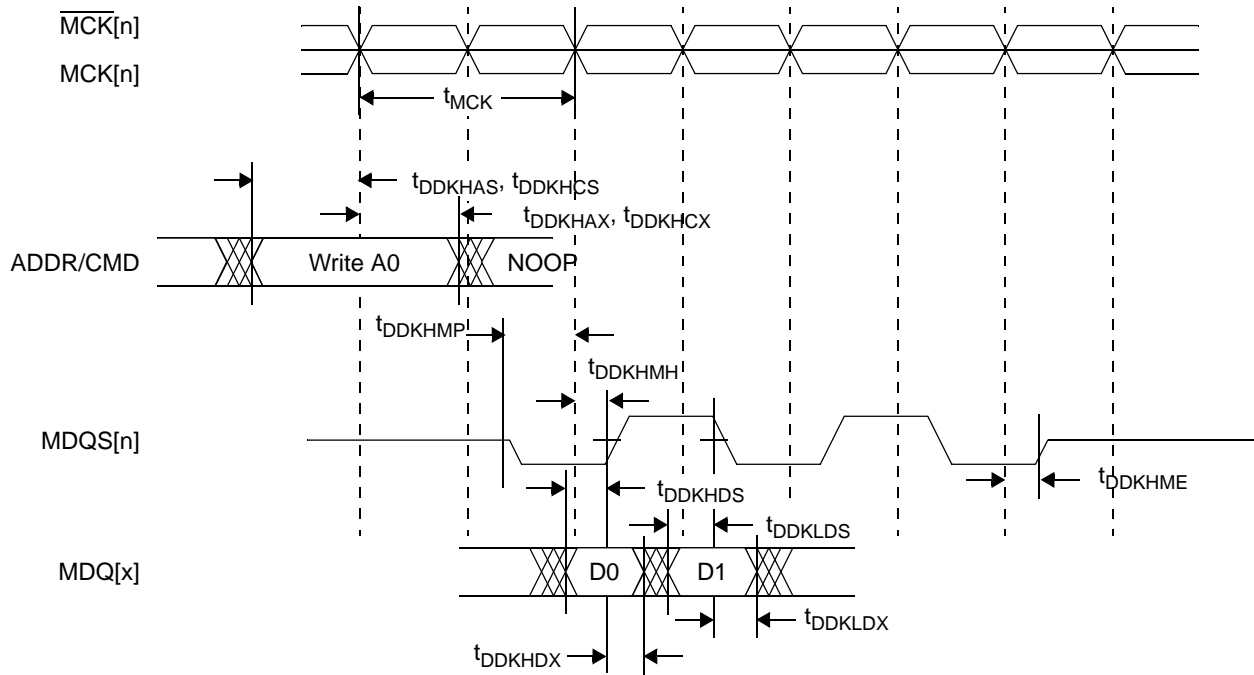 MCK[n]
MCK[n]
tMCK
tDDKHAS, tDDKHCS
tDDKHAX, tDDKHCX
ADDR/CMD
Write A0
NOOP
tDDKHMP
tDDKHMH
MDQS[n]
tDDKHME
tDDKHDS
tDDKLDS
MDQ[x]
D0
D1
tDDKLDX
tDDKHDX